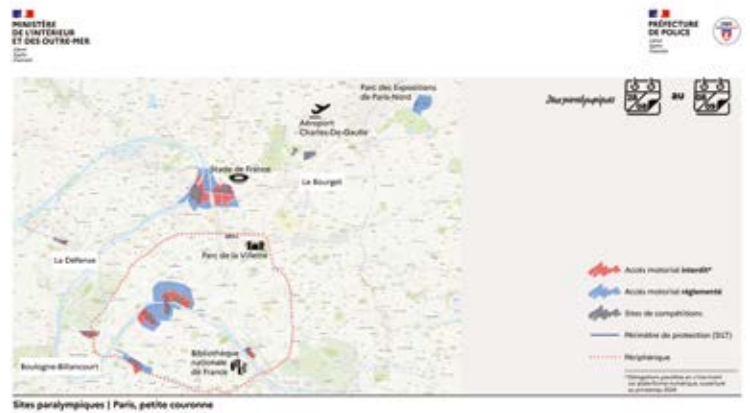 MINISTÈRE
DE L'INTÉRIEUR
ET DES OUTRE-MER
PRÉFECTURE
DE POLICE
Jeux paralympiques
au
Parc des Expositions
de Paris-Nord
Aéroport
Charles-De-Gaulle
Le Bourget
Stade de France
La Défense
Parc de la Villette
Boulogne-Billancourt
Bibliothèque
nationale
de France
Accès motorisé interdit*
Accès motorisé réglementé
Sites de compétitions
Périmètre de protection (SILT)
Périphérique
Sites paralympiques | Paris, petite couronne